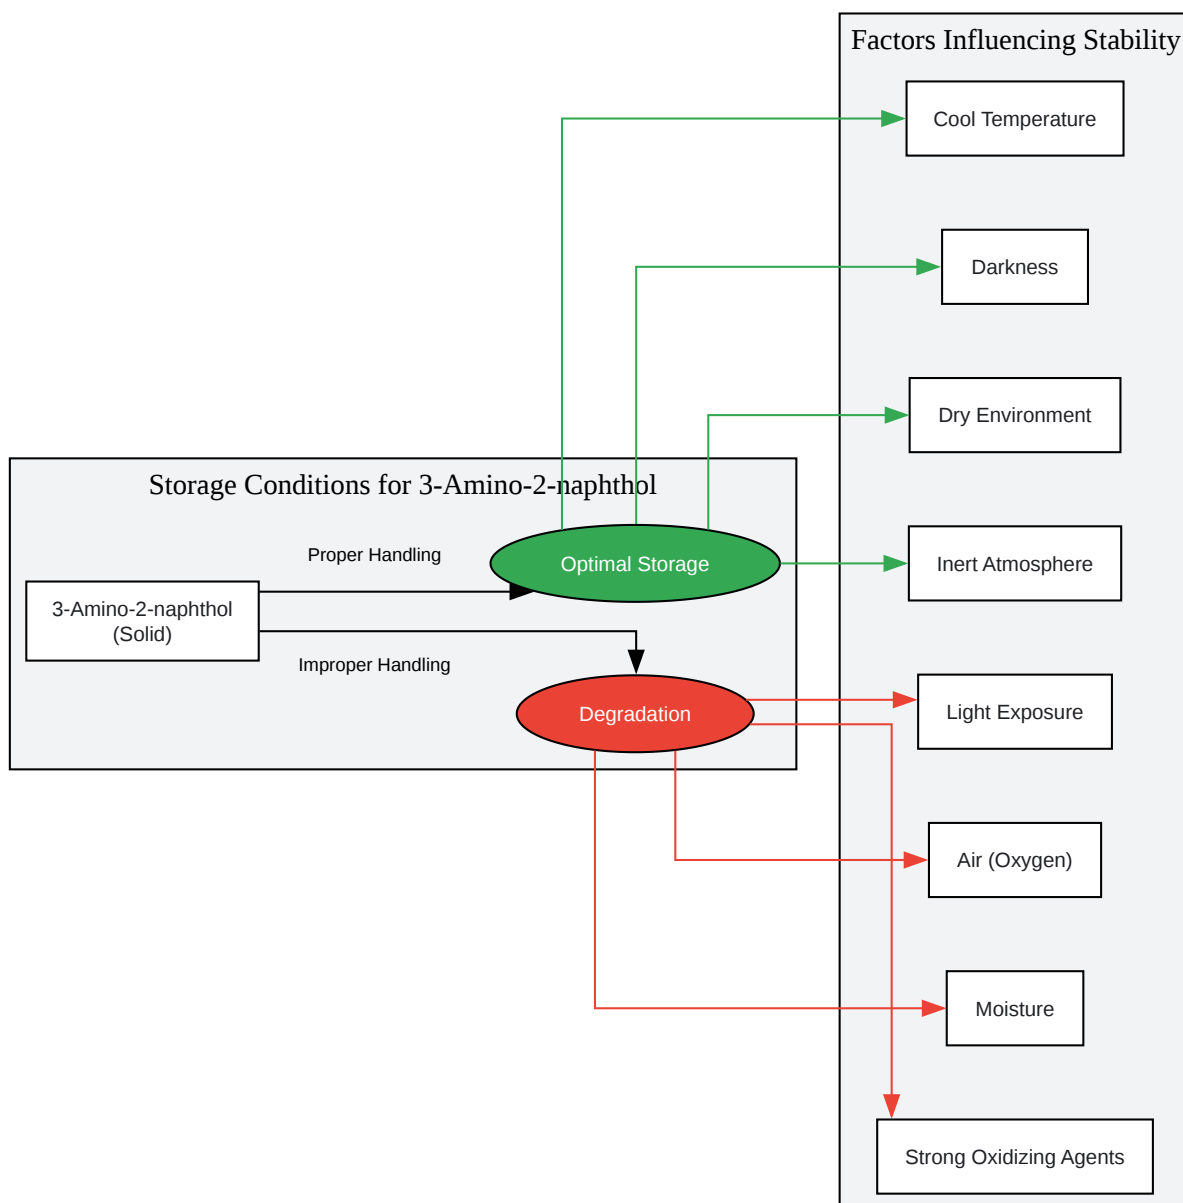 Factors Influencing Stability
Cool Temperature
Darkness
Dry Environment
Storage Conditions for 3-Amino-2-naphthol
Proper Handling
Optimal Storage
Inert Atmosphere
3-Amino-2-naphthol
(Solid)
Improper Handling
Degradation
Light Exposure
Air (Oxygen)
Moisture
Strong Oxidizing Agents